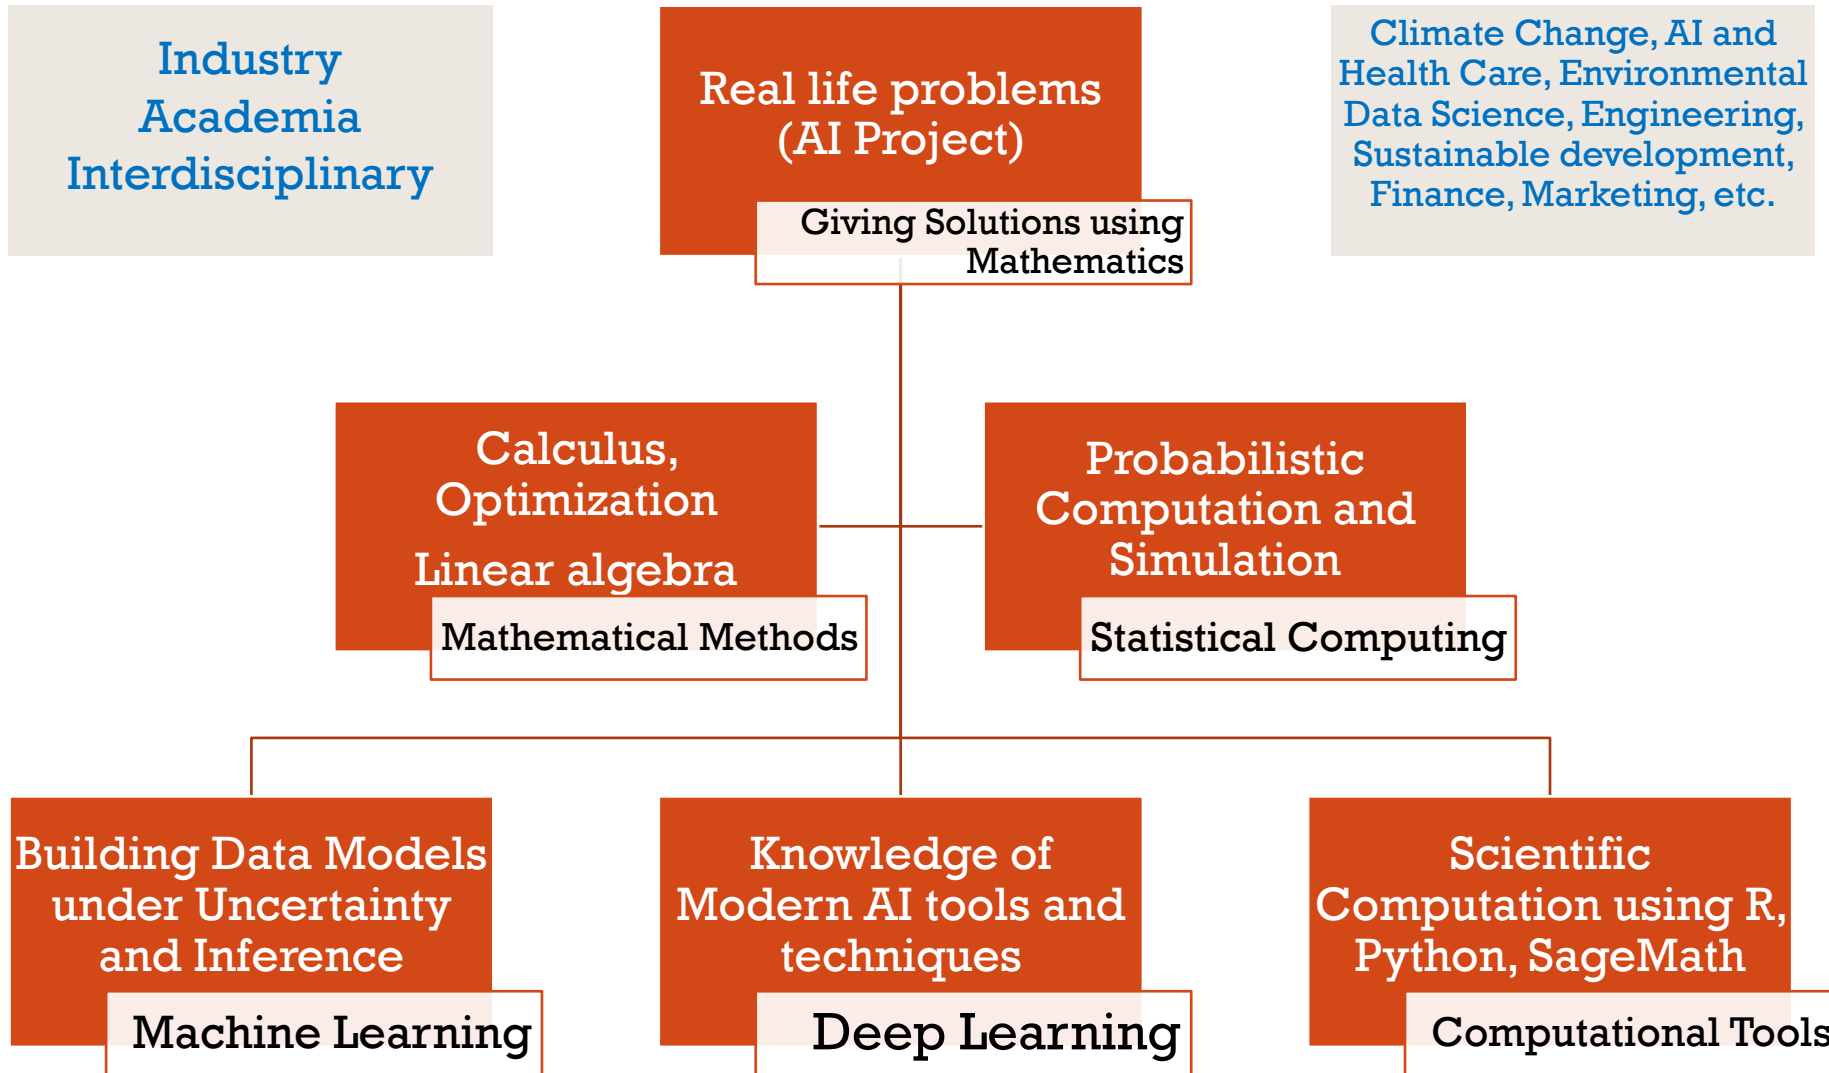 Industry
Academia
Interdisciplinary
Real life problems
(AI Project)
Giving Solutions using
Mathematics
Climate Change, AI and
Health Care, Environmental
Data Science, Engineering,
Sustainable development,
Finance, Marketing, etc.
Calculus,
Optimization
Linear algebra
Mathematical Methods
Probabilistic
Computation and
Simulation
Statistical Computing
Building Data Models
under Uncertainty
and Inference
Machine Learning
Knowledge of
Modern AI tools and
techniques
Deep Learning
Scientific
Computation using R,
Python, SageMath
Computational Tools